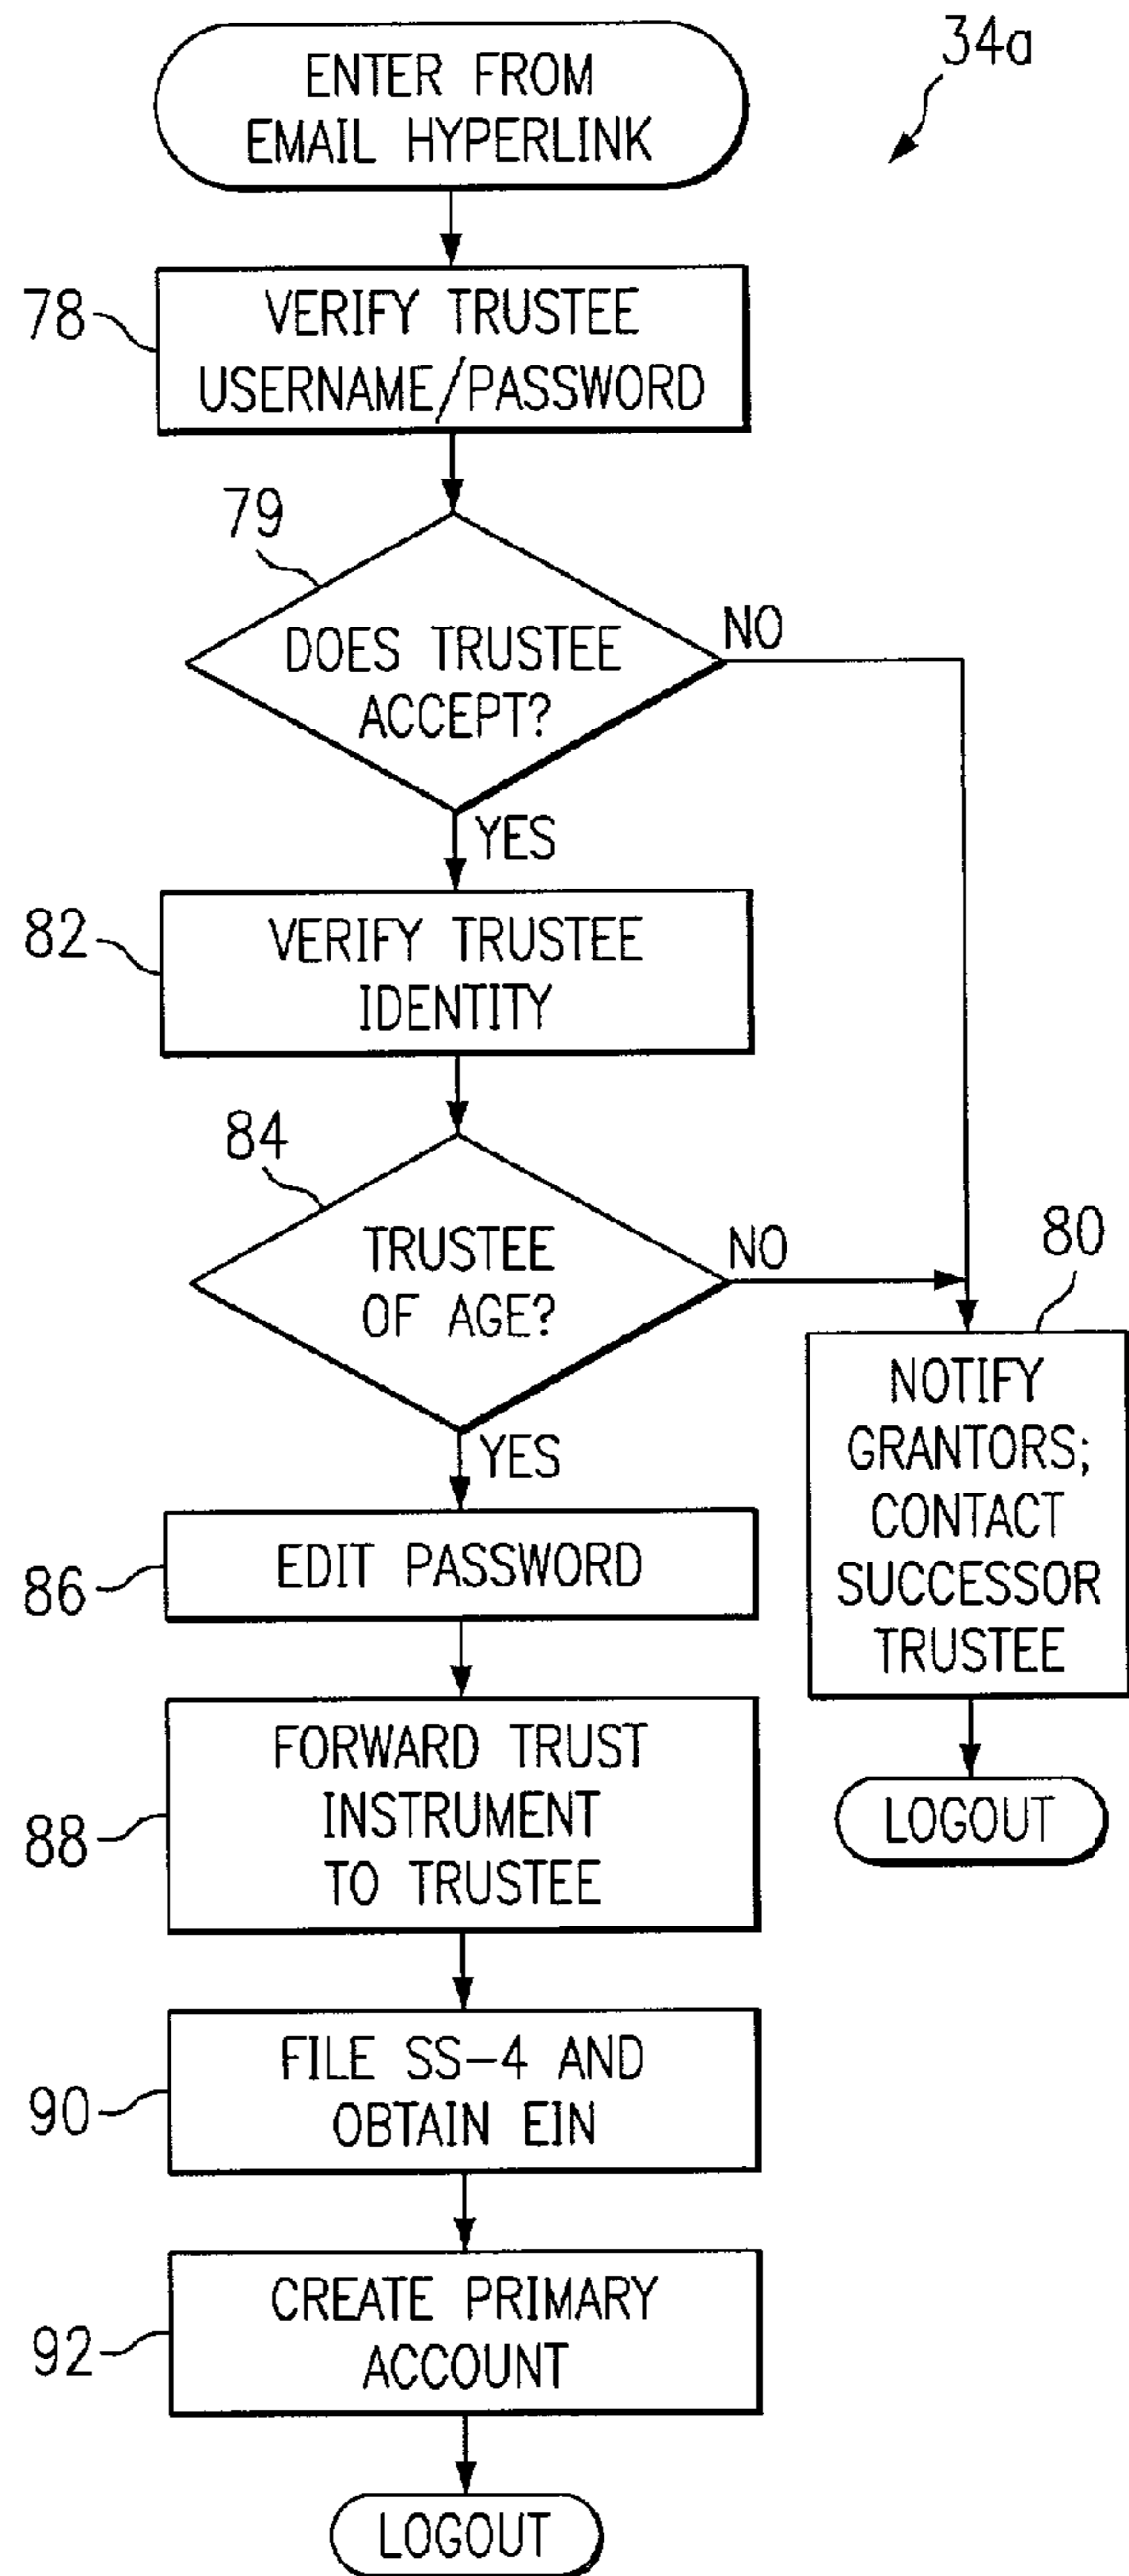 34a
ENTER FROM
EMAIL HYPERLINK
78
VERIFY TRUSTEE
USERNAME/PASSWORD
79
DOES TRUSTEE
ACCEPT?
NO
YES
82
VERIFY TRUSTEE
IDENTITY
84
TRUSTEE
OF AGE?
NO
YES
80
NOTIFY
GRANTORS;
CONTACT
SUCCESSOR
TRUSTEE
LOGOUT
86
EDIT PASSWORD
88
FORWARD TRUST
INSTRUMENT
TO TRUSTEE
90
FILE SS-4 AND
OBTAIN EIN
92
CREATE PRIMARY
ACCOUNT
LOGOUT